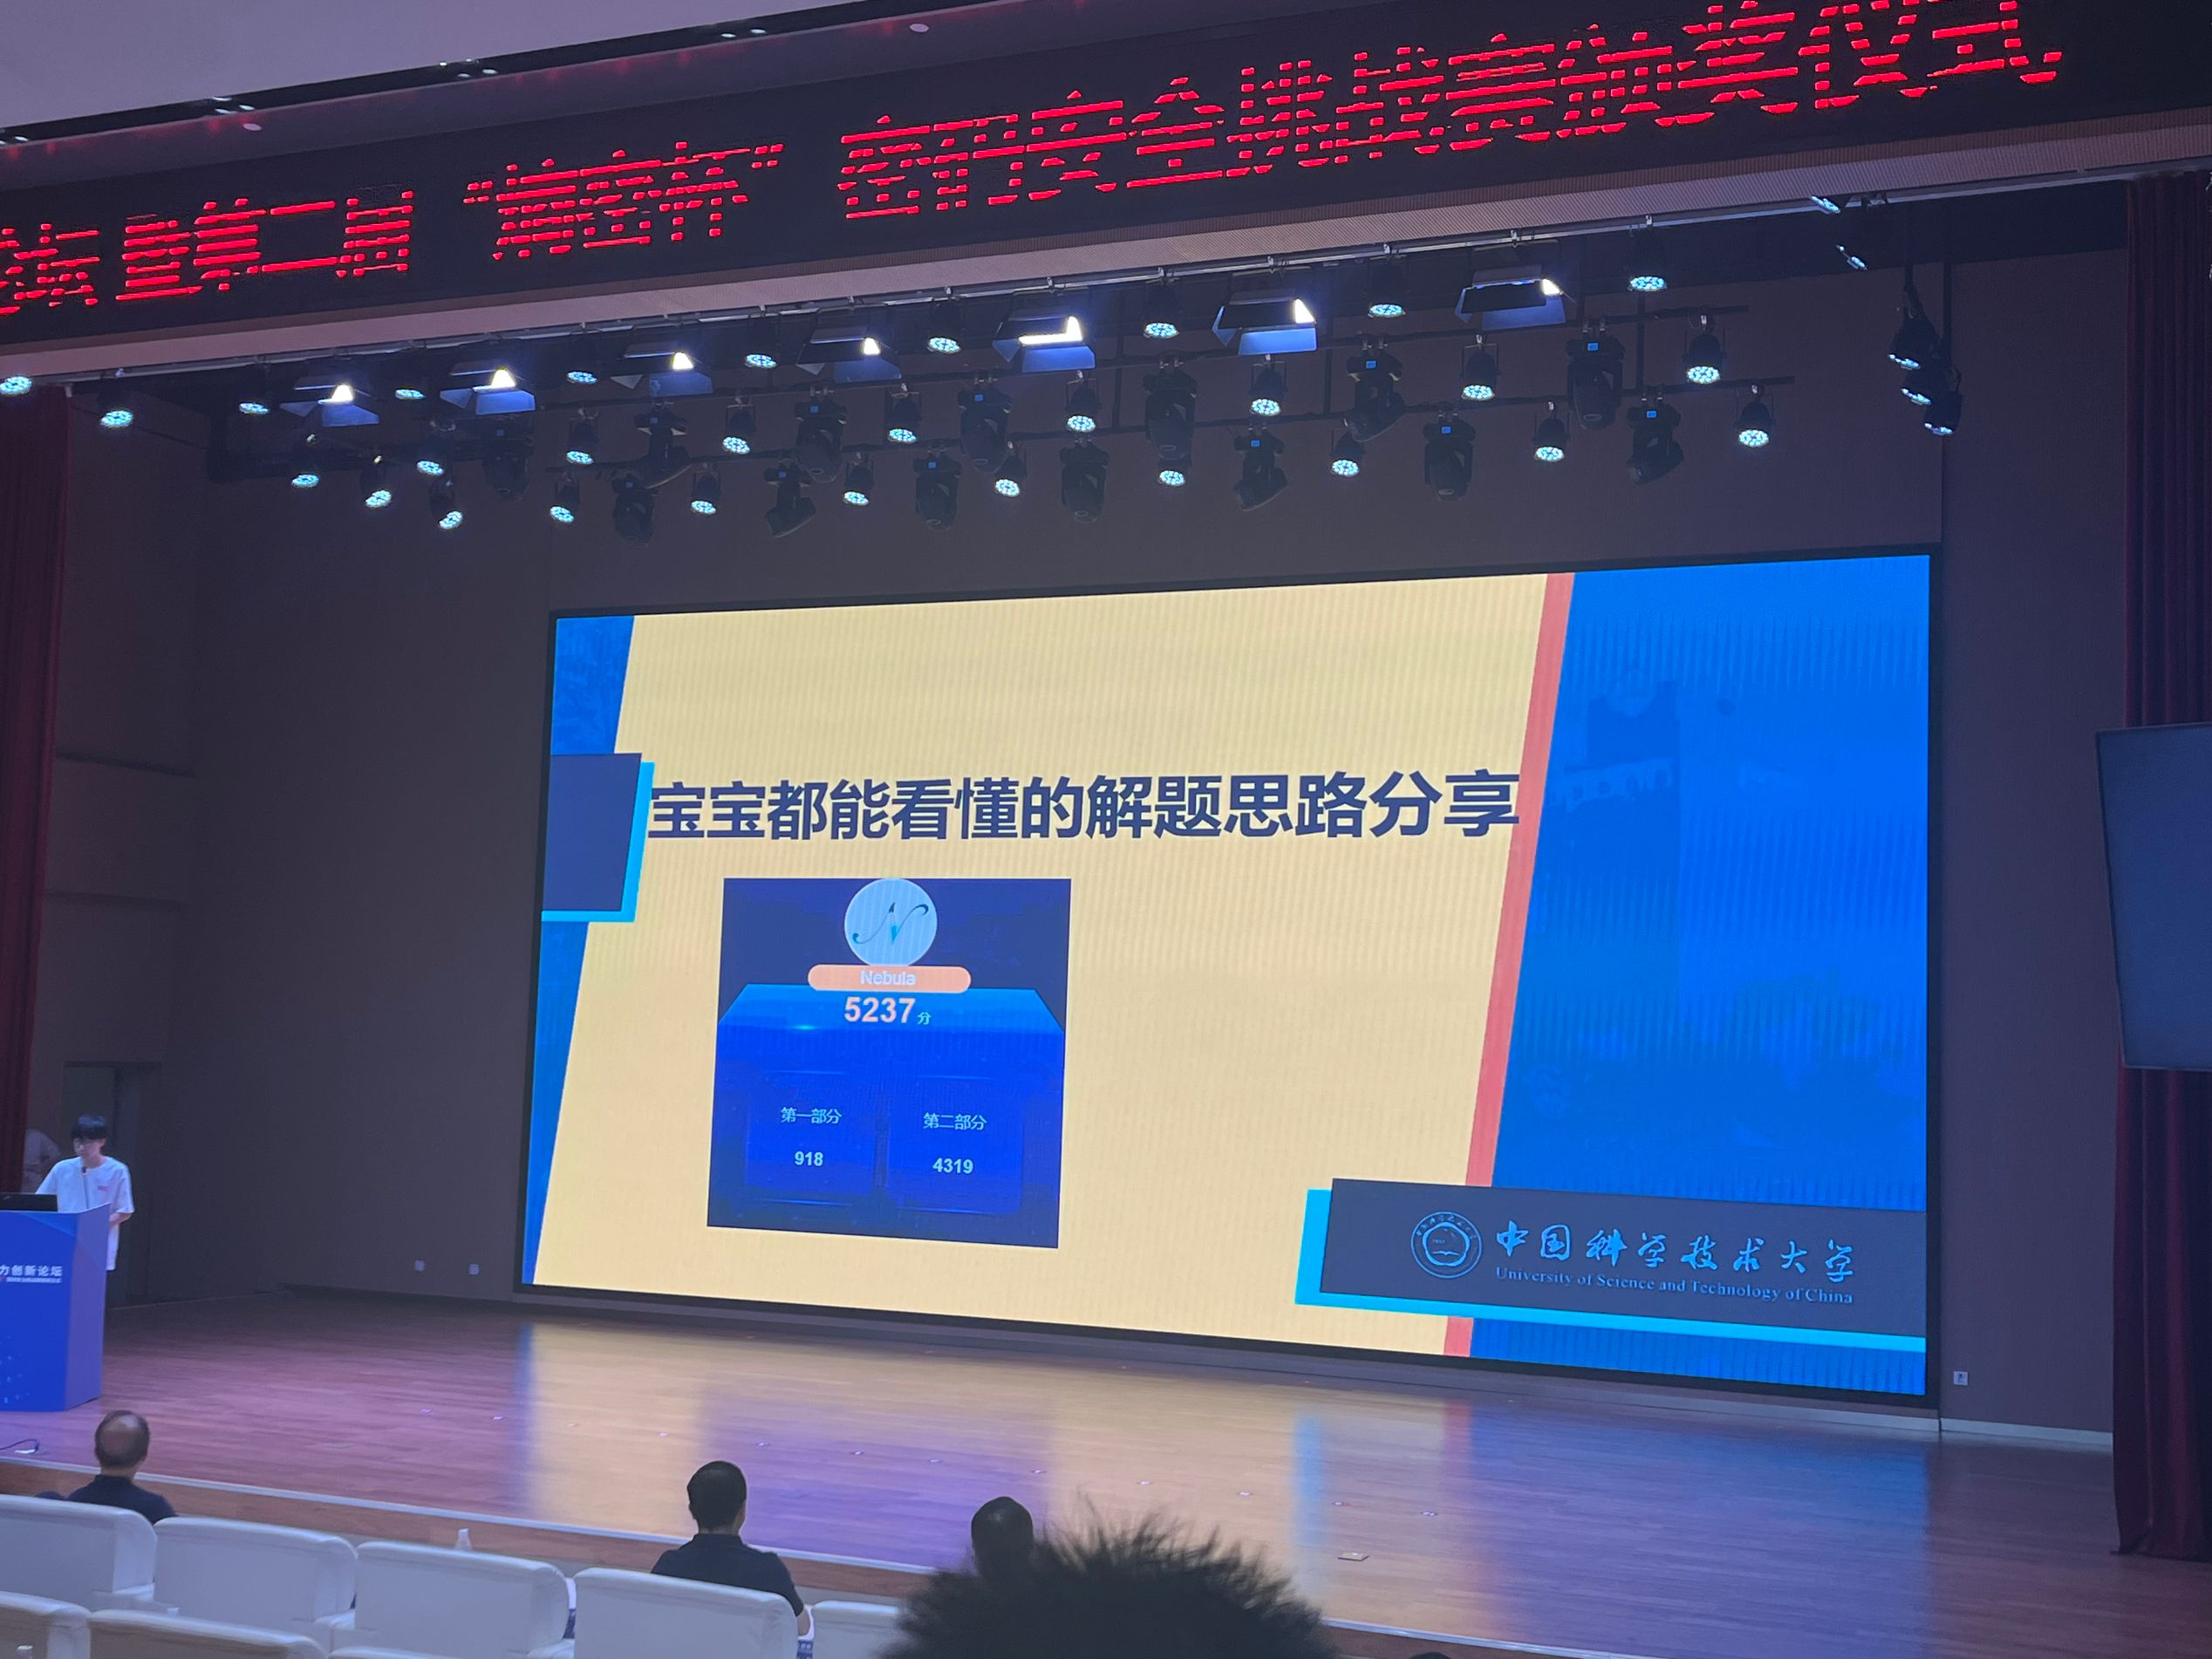 坛 暨第二届 “熵密杯” 密码安全挑战赛颁奖仪式
宝宝都能看懂的解题思路分享
Nebula
5237分
第一部分
918
第二部分
4319
中国科学技术大学
University of Science and Technology of China
力创新论坛